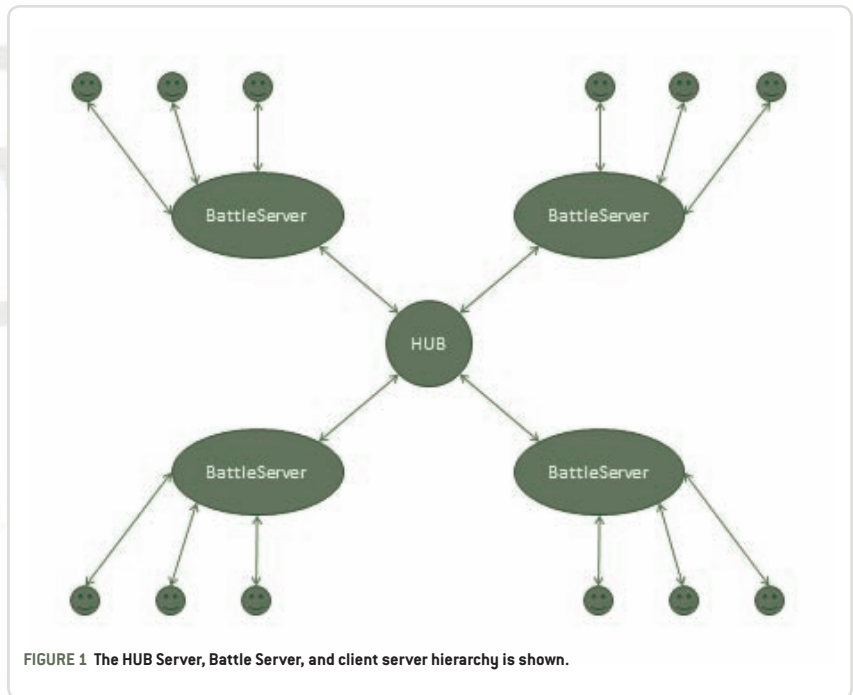 BattleServer
BattleServer
HUB
BattleServer
BattleServer
FIGURE 1 The HUB Server, Battle Server, and client server hierarchy is shown.